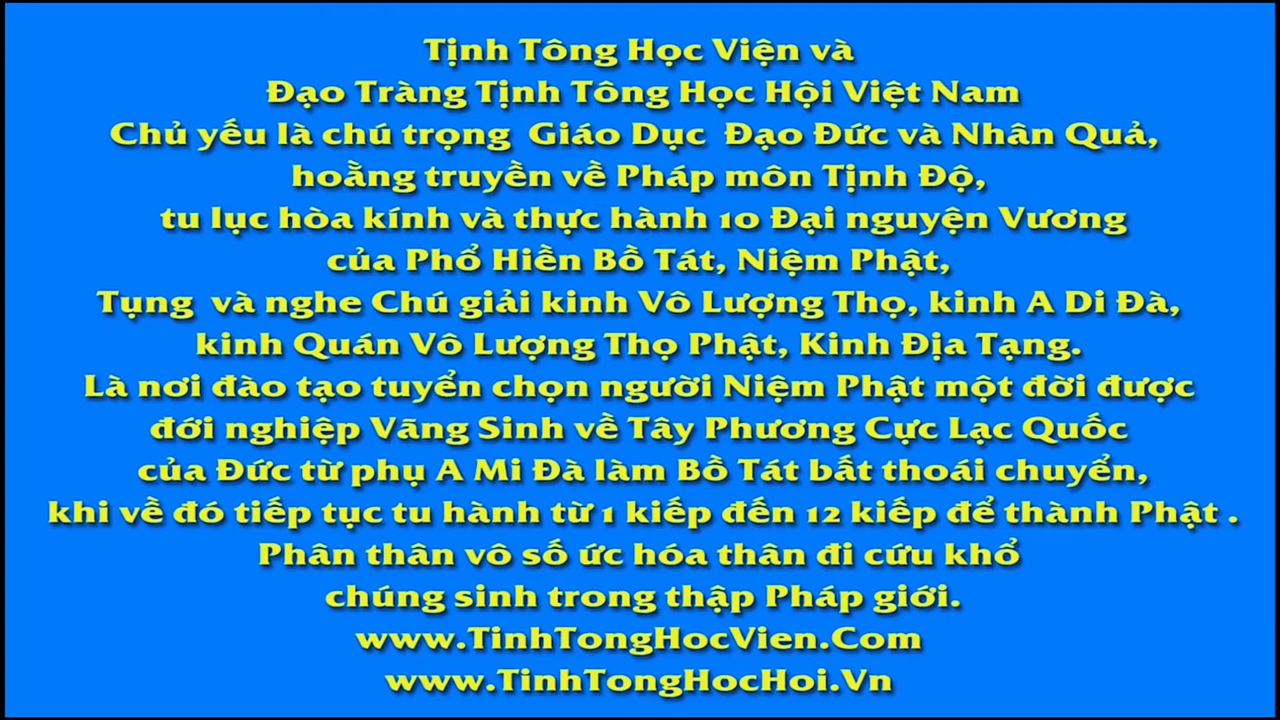 Tịnh Tông Học Viện và
Đạo Tràng Tịnh Tông Học Hội Việt Nam
Chủ yếu là chú trọng Giáo Dục Đạo Đức và Nhân Quả,
hoằng truyền về Pháp môn Tịnh Độ,
tu lục hòa kính và thực hành 10 Đại nguyện Vương
của Phổ Hiền Bồ Tát, Niệm Phật,
Tụng và nghe Chú giải kinh Vô Lượng Thọ, kinh A Di Đà,
kinh Quán Vô Lượng Thọ Phật, Kinh Địa Tạng.
Là nơi đào tạo tuyển chọn người Niệm Phật một đời được
đới nghiệp Vãng Sinh về Tây Phương Cực Lạc Quốc
của Đức từ phụ A Mi Đà làm Bồ Tát bất thoái chuyển,
khi về đó tiếp tục tu hành từ 1 kiếp đến 12 kiếp để thành Phật .
Phân thân vô số ức hóa thân đi cứu khổ
chúng sinh trong thập Pháp giới.
www.TinhTongHocVien.Com
www.TinhTongHocHoi.Vn